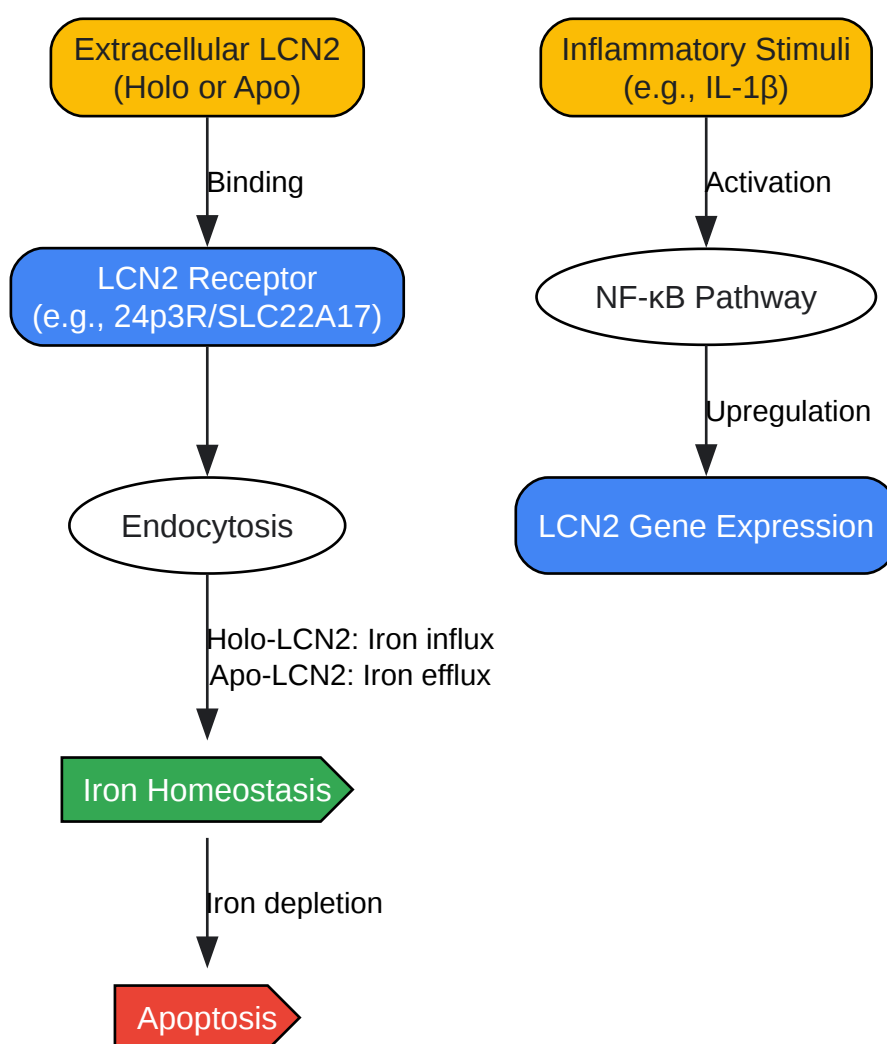 Extracellular LCN2
(Holo or Apo)
Binding
LCN2 Receptor
(e.g., 24p3R/SLC22A17)
Endocytosis
Holo-LCN2: Iron influx
Apo-LCN2: Iron efflux
Iron Homeostasis
Iron depletion
Apoptosis
Inflammatory Stimuli
(e.g., IL-1β)
Activation
NF-κB Pathway
Upregulation
LCN2 Gene Expression